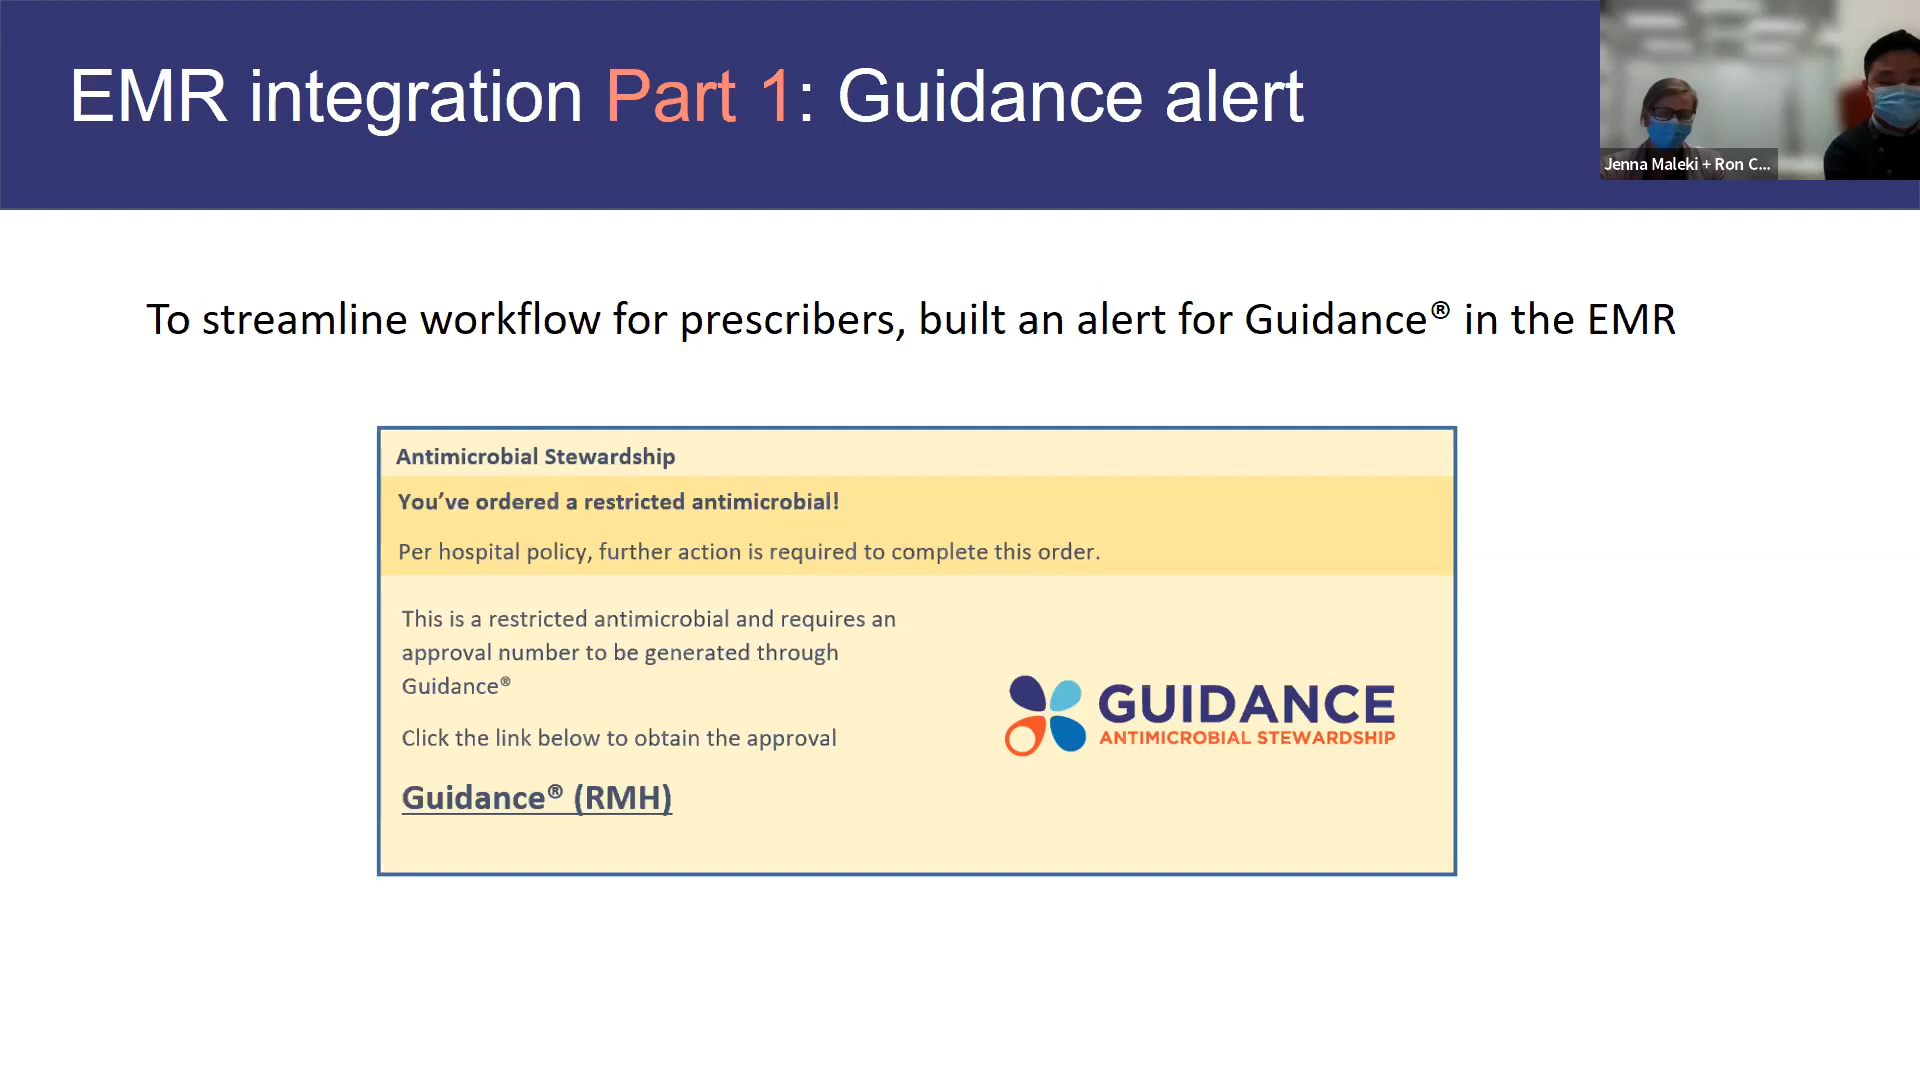 EMR integration Part 1: Guidance alert
Jenna Maleki + Ron C...
To streamline workflow for prescribers, built an alert for Guidance® in the EMR
Antimicrobial Stewardship
You’ve ordered a restricted antimicrobial!
Per hospital policy, further action is required to complete this order.
This is a restricted antimicrobial and requires an
approval number to be generated through
Guidance®
Click the link below to obtain the approval
Guidance® (RMH)
GUIDANCE
ANTIMICROBIAL STEWARDSHIP